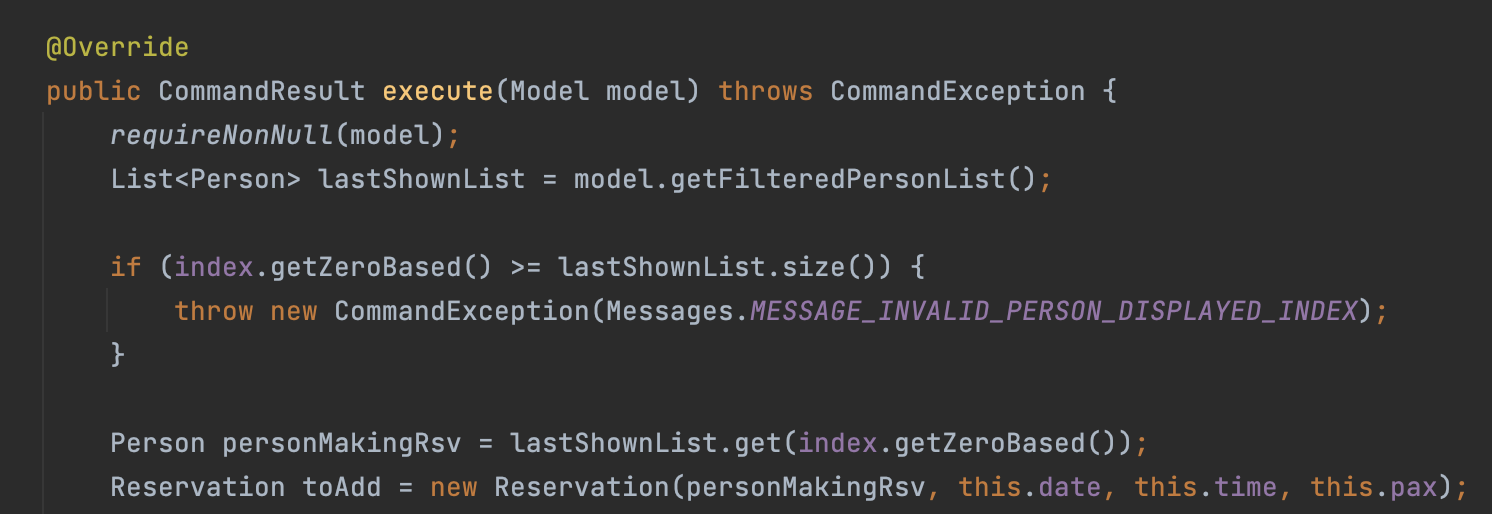 @Override
public CommandResult execute(Model model) throws CommandException {
requireNonNull(model);
List<Person> lastShownList = model.getFilteredPersonList();
if (index.getZeroBased() >= lastShownList.size()) {
throw new CommandException(Messages.MESSAGE_INVALID_PERSON_DISPLAYED_INDEX);
}
Person personMakingRsv = lastShownList.get(index.getZeroBased());
Reservation toAdd = new Reservation(personMakingRsv, this.date, this.time, this.pax);